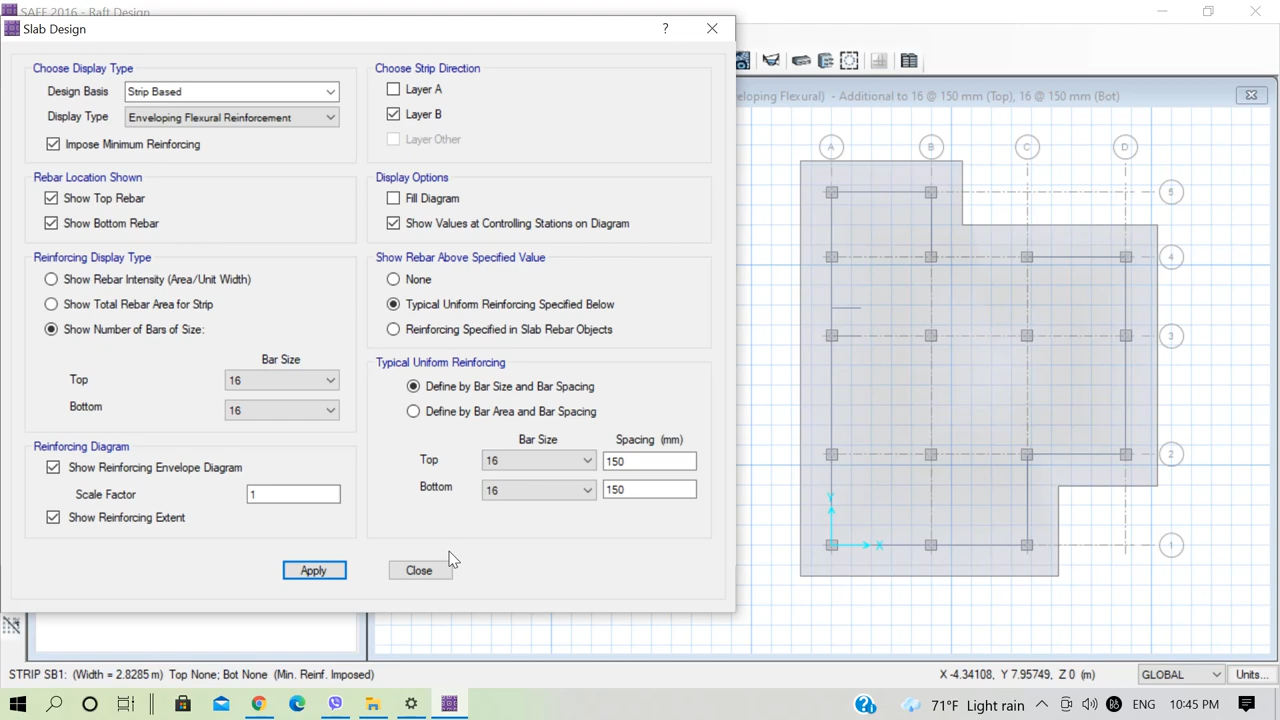 SAFE 2016 - Raft Design
Slab Design
?
Choose Display Type
Design Basis Strip Based
Display Type Enveloping Flexural Reinforcement
Impose Minimum Reinforcing
Choose Strip Direction
Layer A
Layer B
Layer Other
Rebar Location Shown
Show Top Rebar
Show Bottom Rebar
Display Options
Fill Diagram
Show Values at Controlling Stations on Diagram
Reinforcing Display Type
Show Rebar Intensity (Area/Unit Width)
Show Total Rebar Area for Strip
Show Number of Bars of Size:
Bar Size
Top 16
Bottom 16
Show Rebar Above Specified Value
None
Typical Uniform Reinforcing Specified Below
Reinforcing Specified in Slab Rebar Objects
Typical Uniform Reinforcing
Define by Bar Size and Bar Spacing
Define by Bar Area and Bar Spacing
Bar Size Spacing (mm)
Top 16 150
Bottom 16 150
Reinforcing Diagram
Show Reinforcing Envelope Diagram
Scale Factor 1
Show Reinforcing Extent
Apply Close
eloping Flexural) - Additional to 16 @ 150 mm (Top), 16 @ 150 mm (Bot)
A B C D
5
4
3
2
1
Y
X
STRIP SB1: (Width = 2.8285 m) Top None; Bot None (Min. Reinf. Imposed)
X -4.34108, Y 7.95749, Z 0 (m)
GLOBAL
Units...
71°F Light rain
ENG
10:45 PM